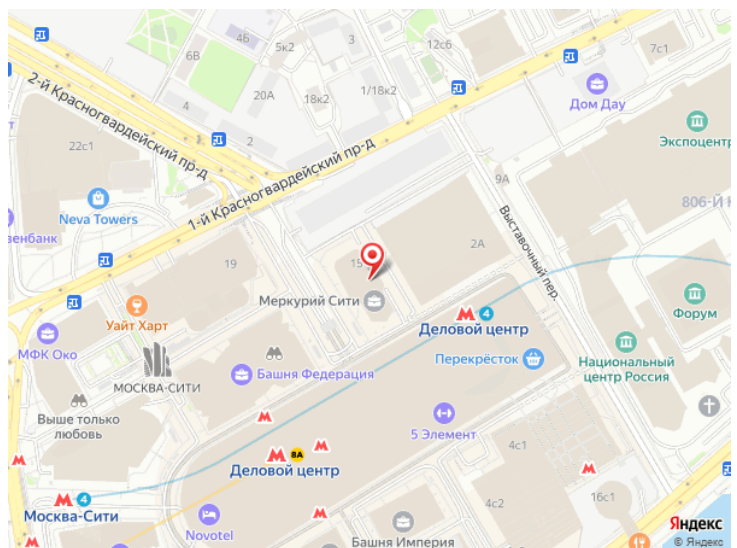 4Б
5к2
3
12с6
7с1
6В
2-й Красногвардейский пр-д
4
20А
18к2
1/18к2
Дом Дау
2
22с1
1-й Красногвардейский пр-д
Экспоцентр
9А
Neva Towers
806-й К
венбанк
Выставочный пер.
2А
19
15
Меркурий Сити
Уайт Харт
4
Деловой центр
Форум
МФК Око
Перекрёсток
Национальный
центр Россия
МОСКВА-СИТИ
Башня Федерация
Выше только
любовь
5 Элемент
4с1
8А
Деловой центр
4
Москва-Сити
4с2
16с1
Novotel
Башня Империя
Яндекс
© Яндекс